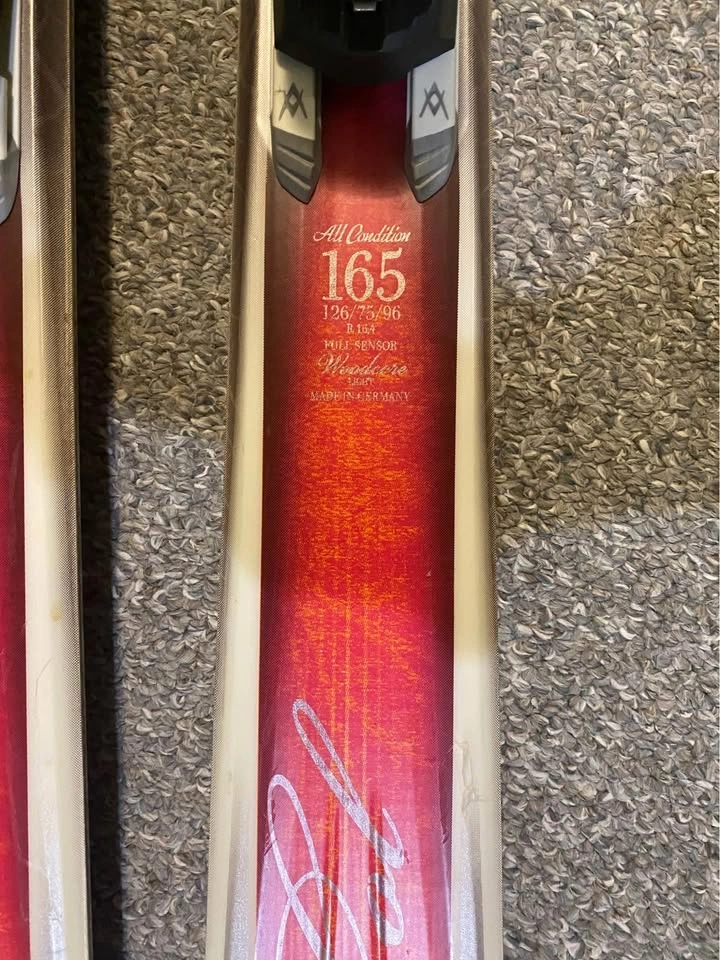 All Condition
165
126/75/96
R 16.4
FULL SENSOR
Woodcore
LIGHT
MADE IN GERMANY